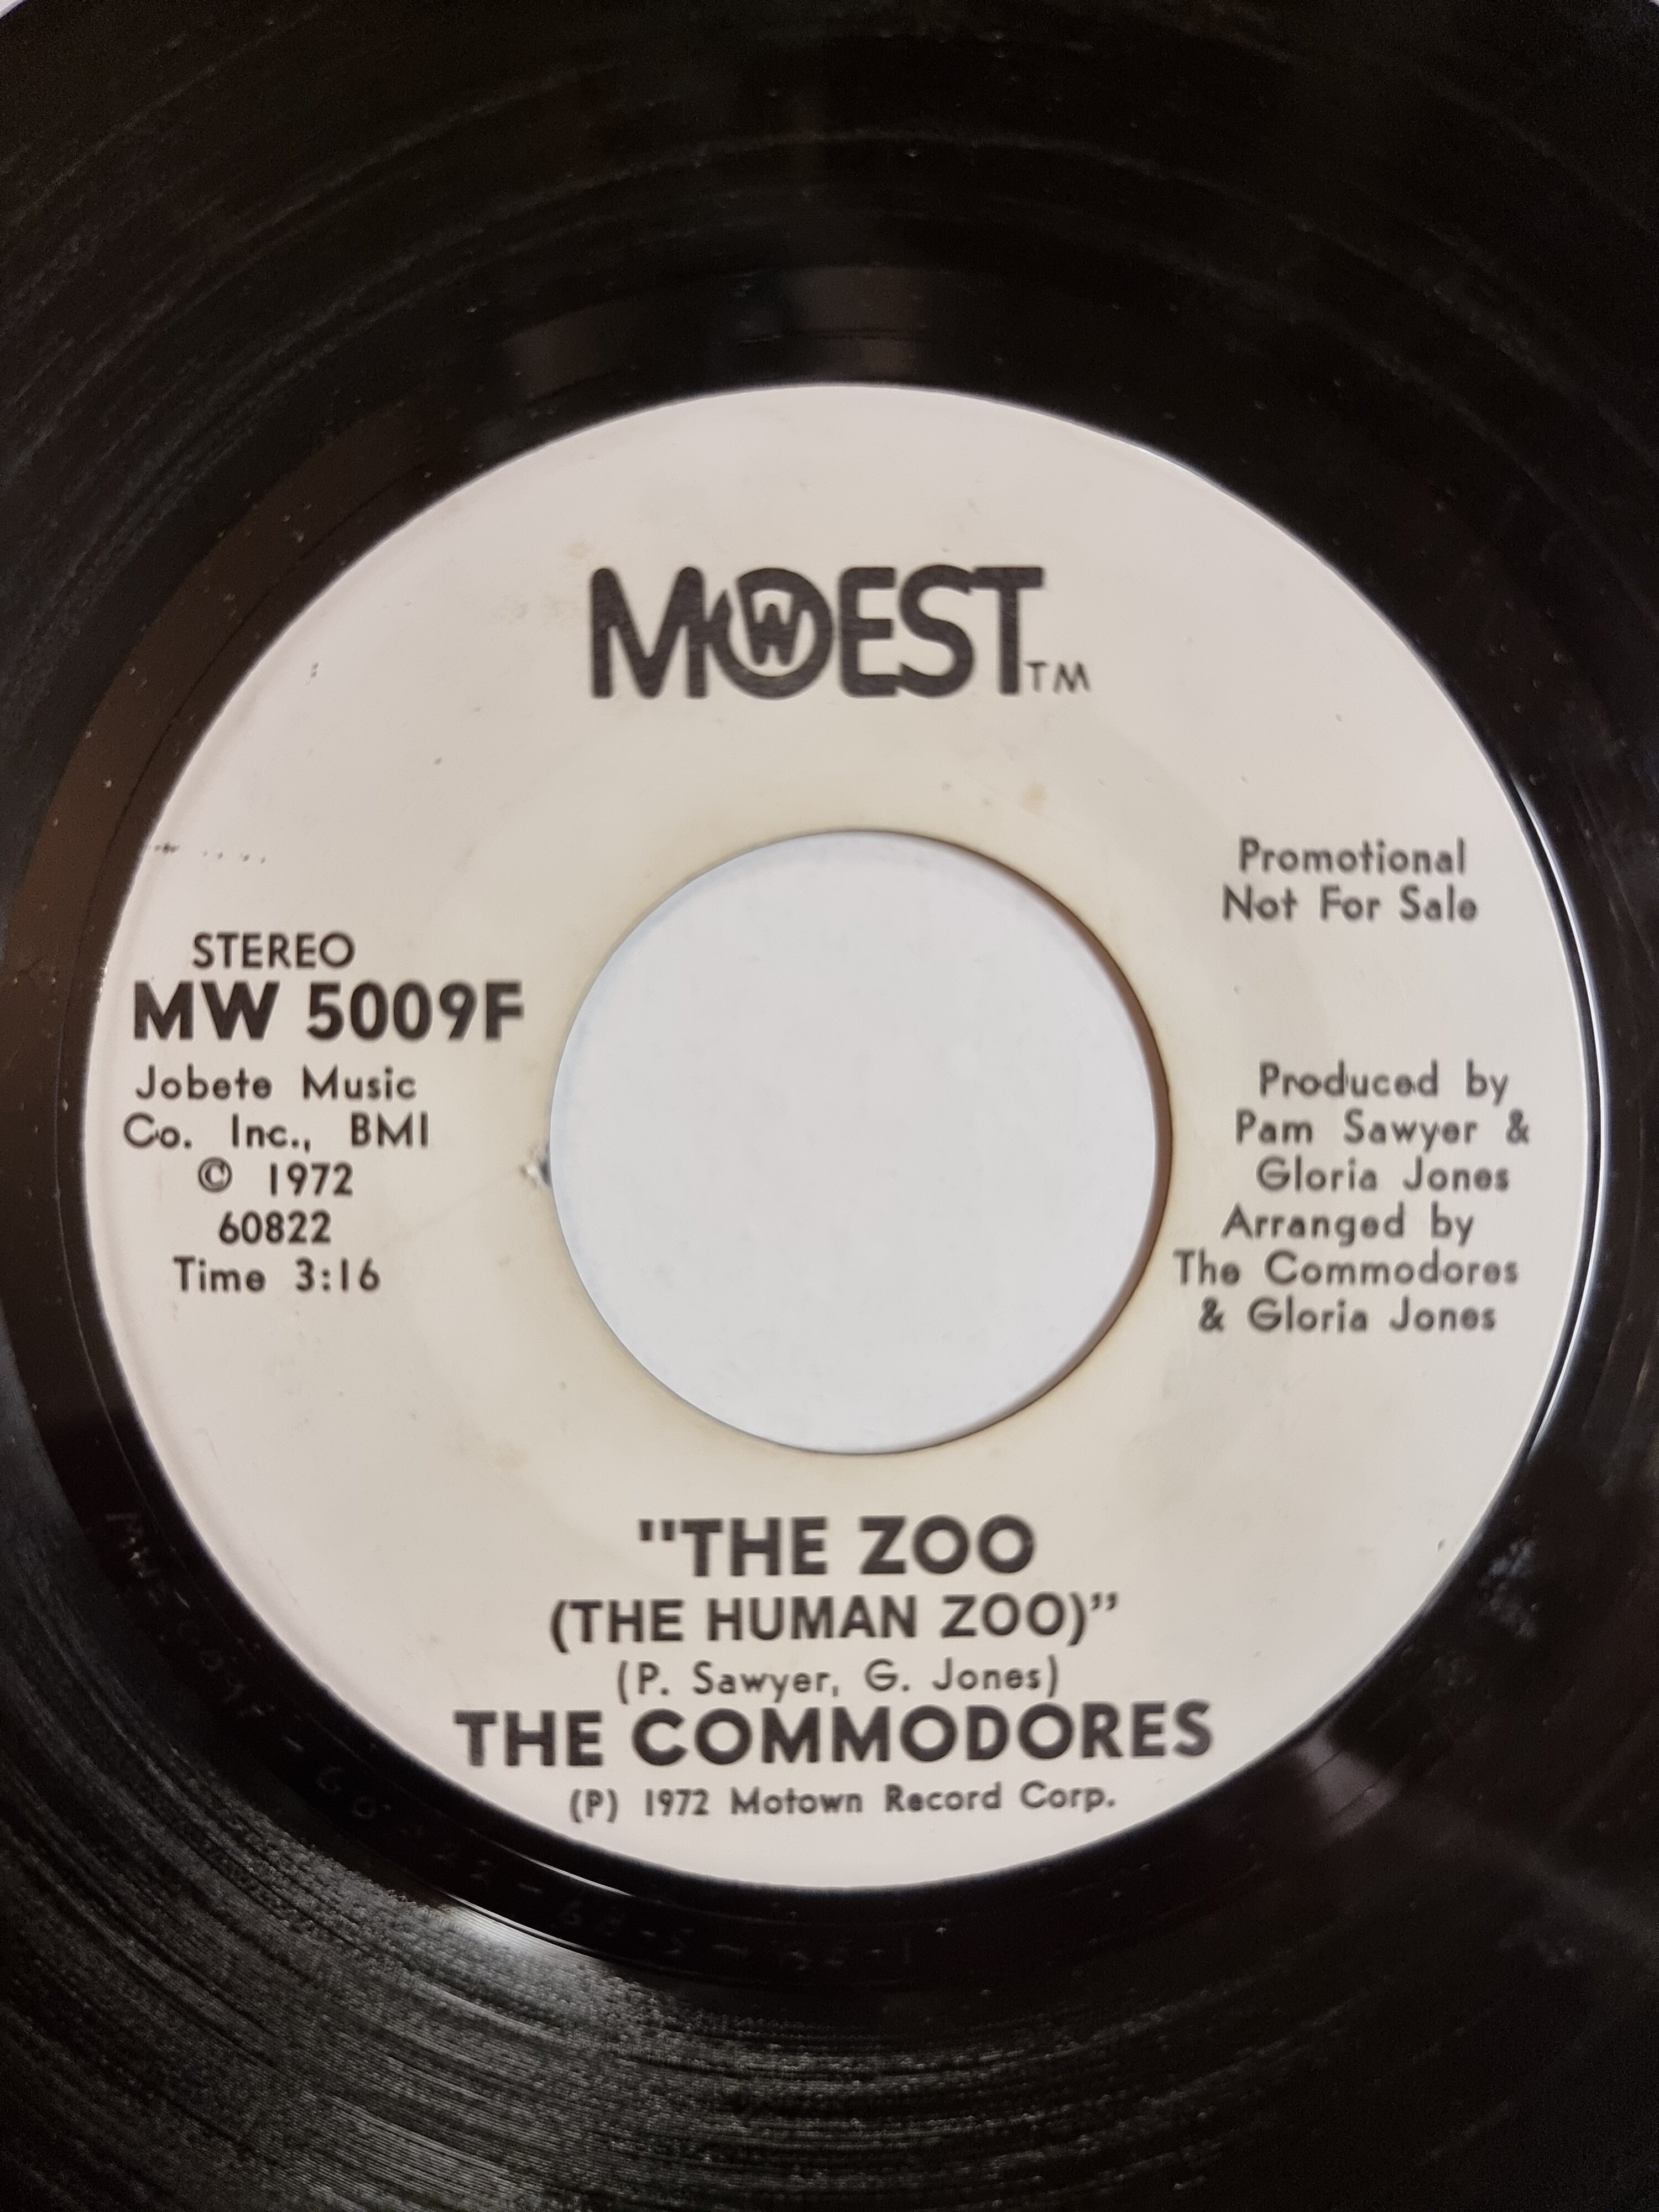 MOWEST TM
Promotional
Not For Sale
STEREO
MW 5009F
Jobete Music
Co. Inc., BMI
© 1972
60822
Time 3:16
Produced by
Pam Sawyer &
Gloria Jones
Arranged by
The Commodores
& Gloria Jones
"THE ZOO
(THE HUMAN ZOO)”
(P. Sawyer, G. Jones)
THE COMMODORES
(P) 1972 Motown Record Corp.